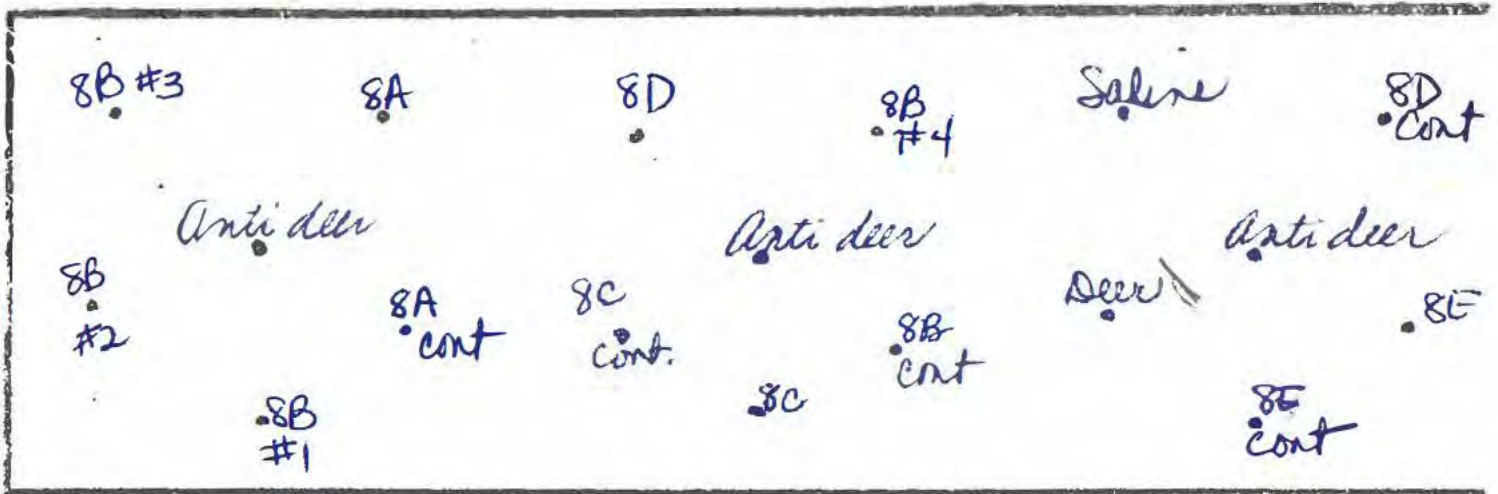 8B #3
8A
8D
8B
#4
Saline
8D
Cont
Anti deer
Anti deer
Anti deer
8B
#2
8A
cont
8C
Cont.
8B
Cont
Deer
8E
8B
#1
8C
8E
Cont